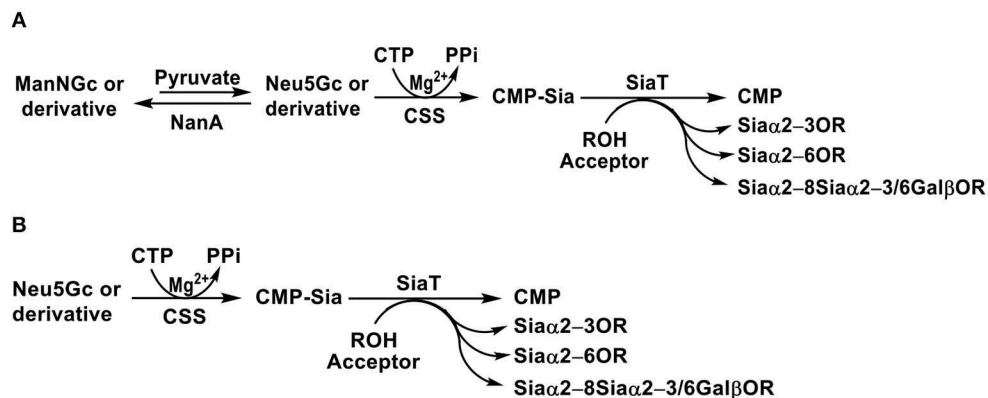 A
ManNGc or
derivative
Pyruvate
NanA
Neu5Gc or
derivative
CTP
PPi
Mg2+
CSS
CMP-Sia
SiaT
ROH
Acceptor
CMP
Siaα2–3OR
Siaα2–6OR
Siaα2–8Siaα2–3/6GalβOR
B
Neu5Gc or
derivative
CTP
PPi
Mg2+
CSS
CMP-Sia
SiaT
ROH
Acceptor
CMP
Siaα2–3OR
Siaα2–6OR
Siaα2–8Siaα2–3/6GalβOR